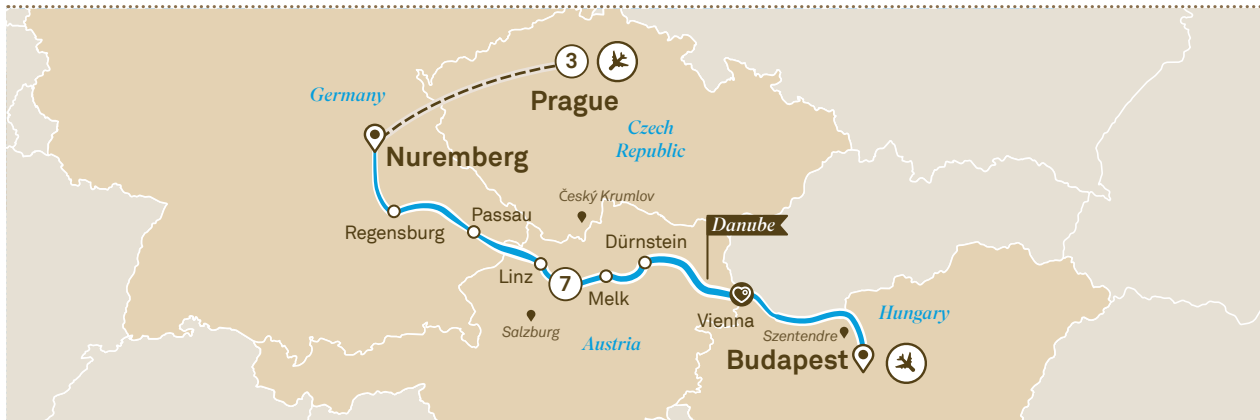 3
Prague
Germany
Czech
Republic
Nuremberg
Český Krumlov
Passau
Regensburg
Danube
Dürnstein
Linz
7
Melk
Vienna
Salzburg
Hungary
Szentendre
Austria
Budapest